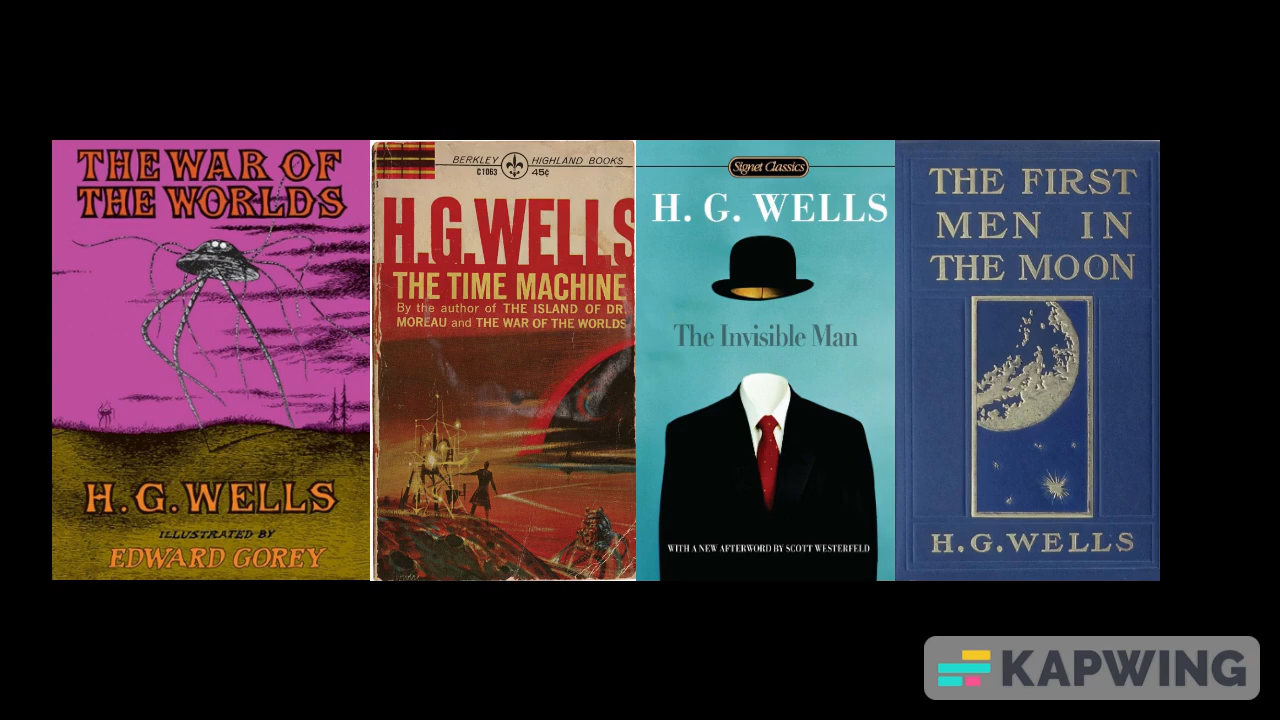 THE WAR OF
THE WORLDS
H. G. WELLS
ILLUSTRATED BY
EDWARD GOREY
BERKLEY HIGHLAND BOOKS
C1063 45¢
H.G.WELLS
THE TIME MACHINE
By the author of THE ISLAND OF DR.
MOREAU and THE WAR OF THE WORLDS
Signet Classics
H. G. WELLS
The Invisible Man
WITH A NEW AFTERWORD BY SCOTT WESTERFELD
THE FIRST
MEN IN
THE MOON
H.G.WELLS
KAPWING